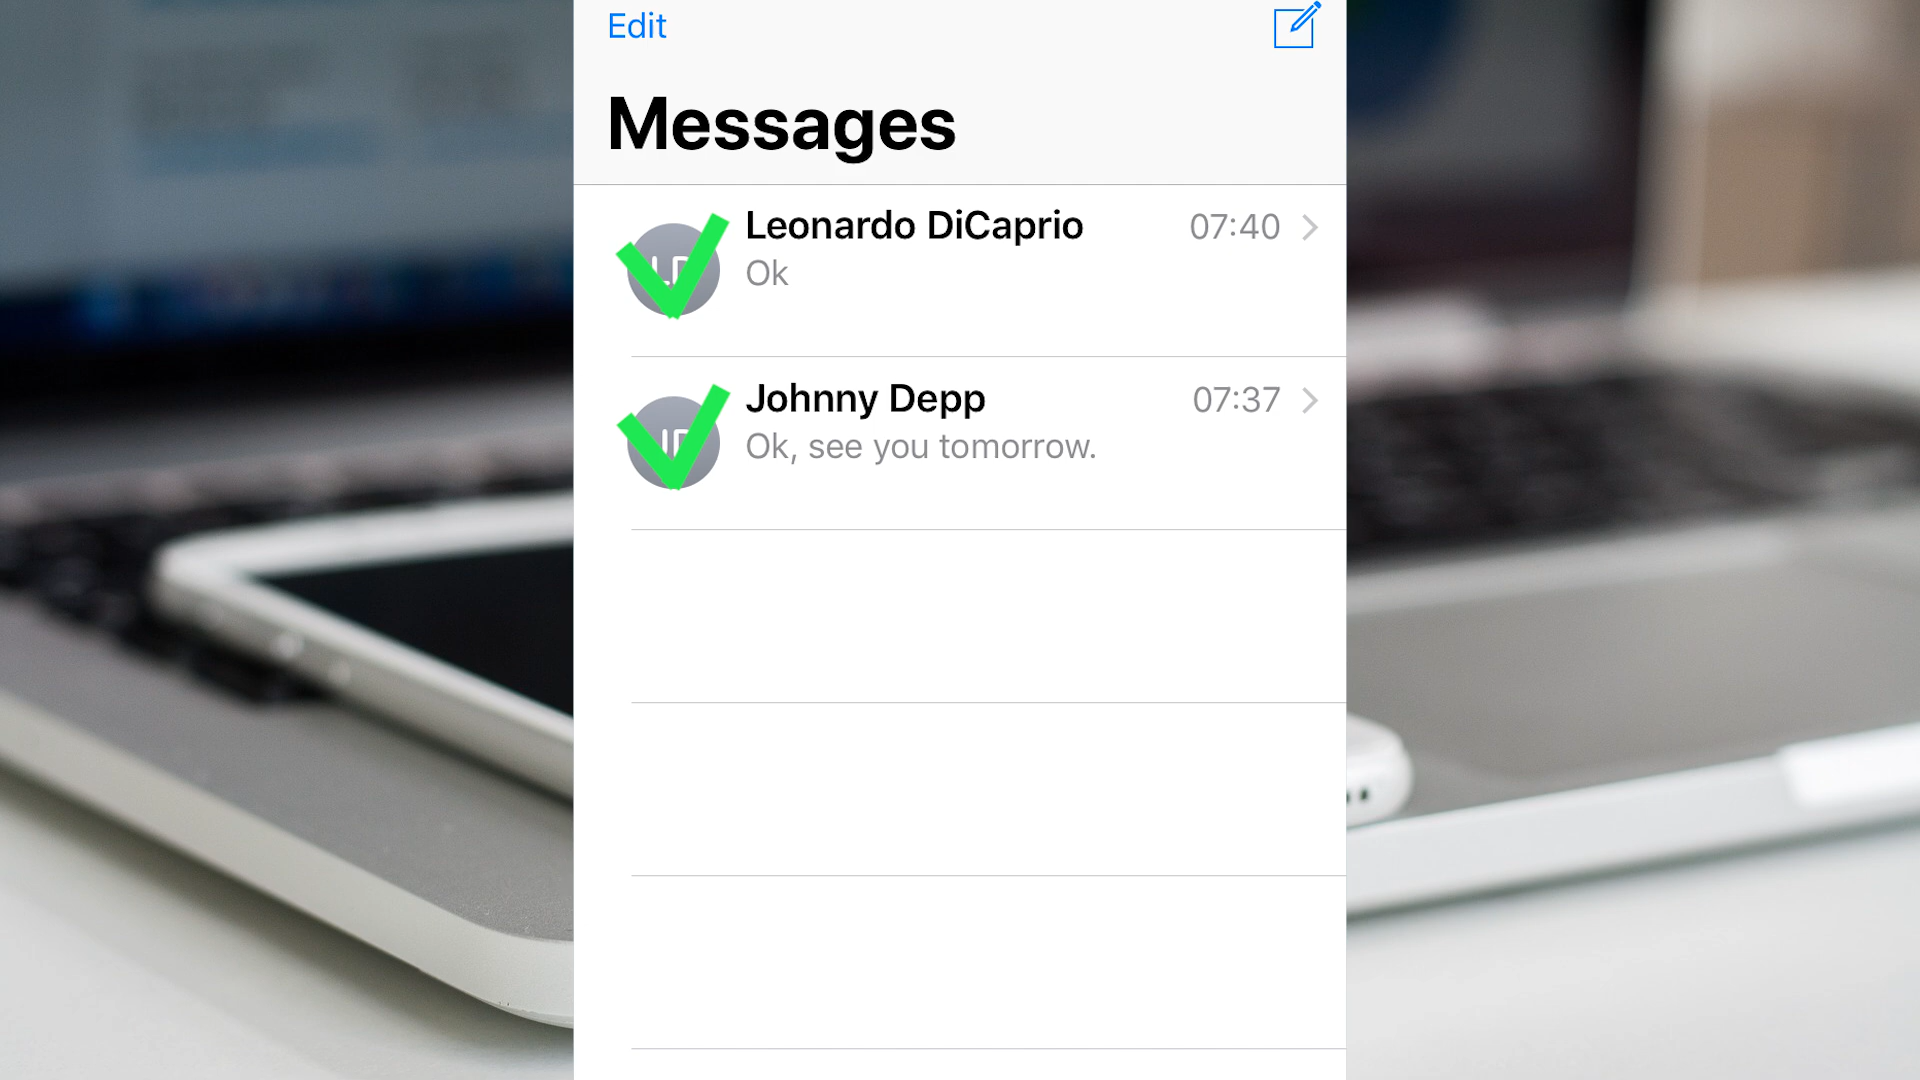 Edit
Messages
Leonardo DiCaprio 07:40
Ok
Johnny Depp 07:37
Ok, see you tomorrow.